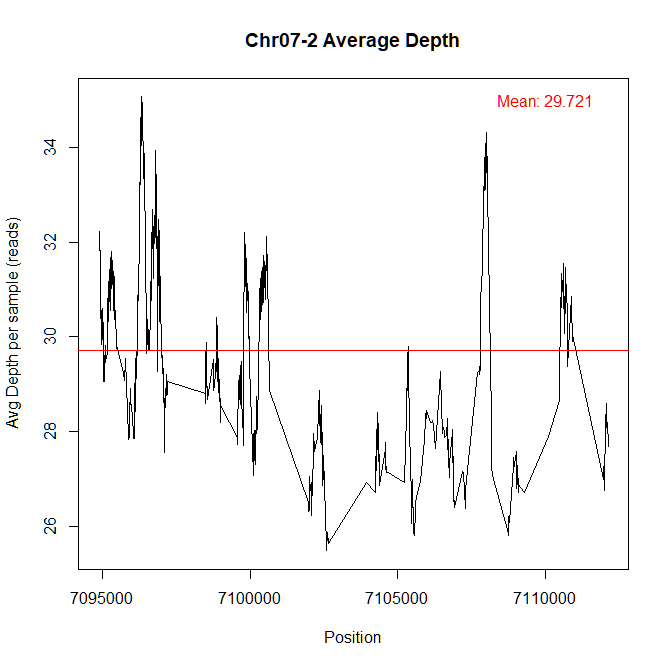 Chr07-2 Average Depth
Mean: 29.721
Avg Depth per sample (reads)
34
32
30
28
26
7095000 7100000 7105000 7110000
Position